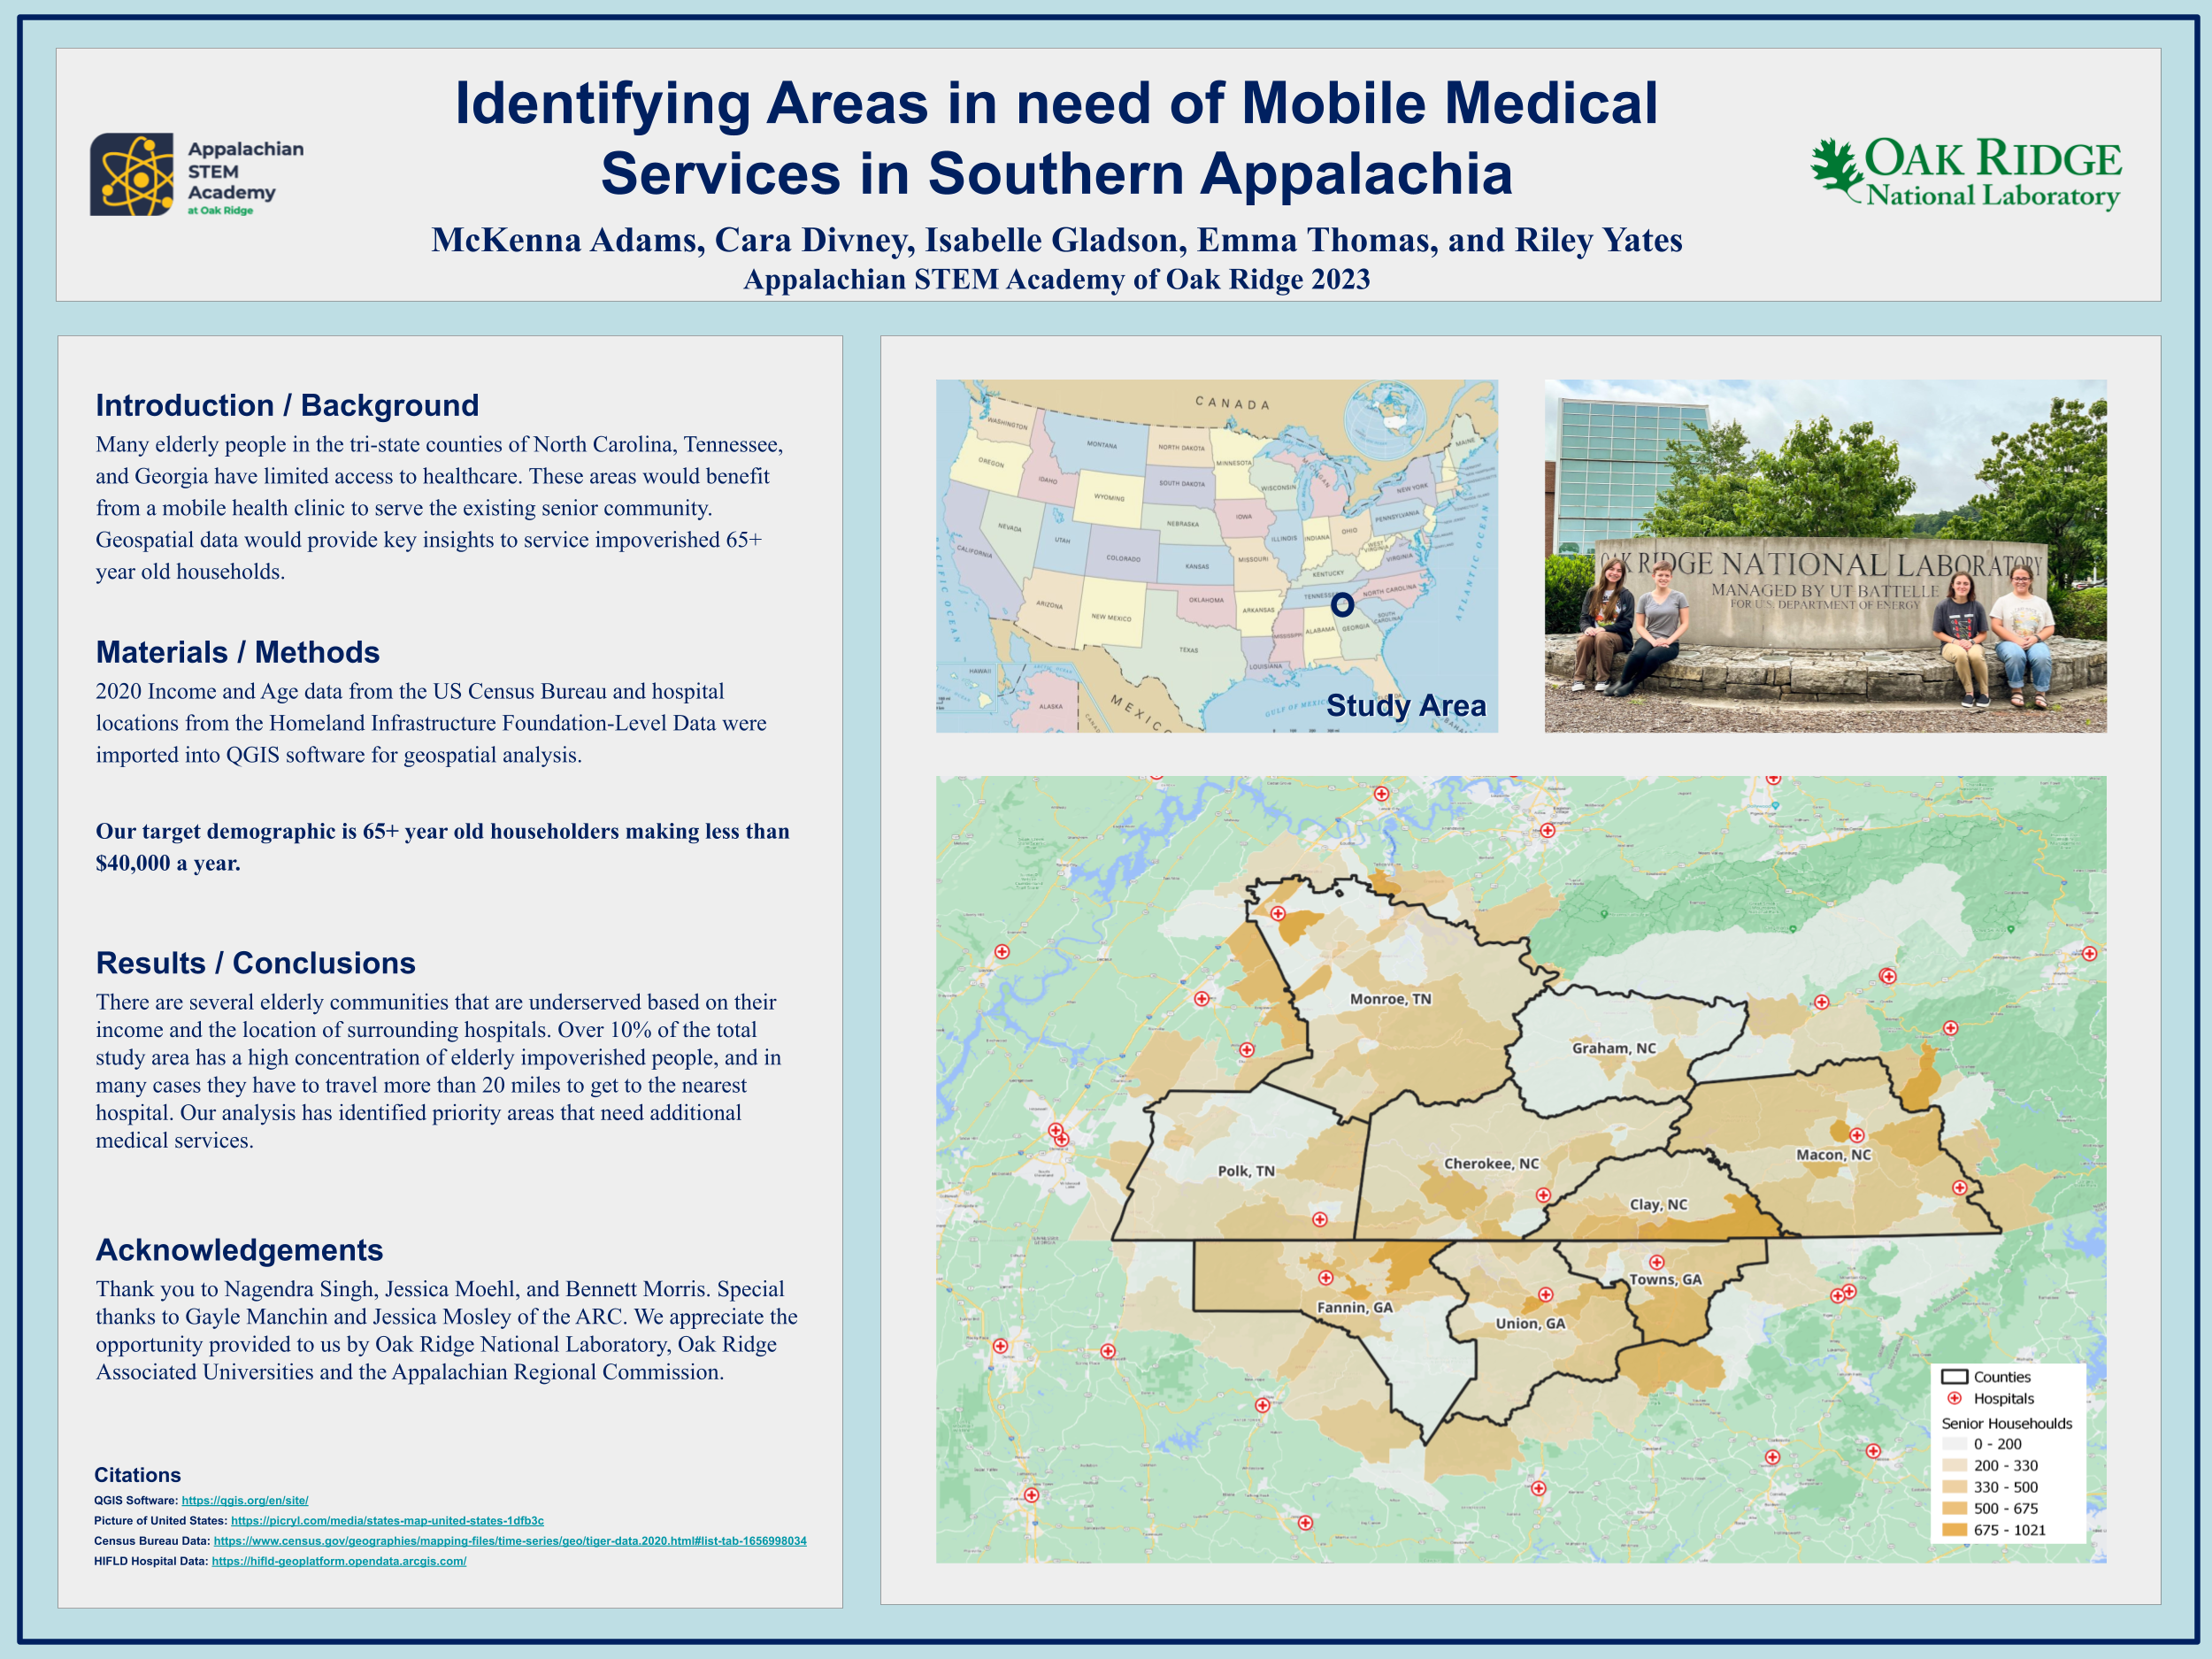 Appalachian
STEM
Academy
at Oak Ridge
Identifying Areas in need of Mobile Medical
Services in Southern Appalachia
McKenna Adams, Cara Divney, Isabelle Gladson, Emma Thomas, and Riley Yates
Appalachian STEM Academy of Oak Ridge 2023
OAK RIDGE
National Laboratory
Introduction / Background
Many elderly people in the tri-state counties of North Carolina, Tennessee,
and Georgia have limited access to healthcare. These areas would benefit
from a mobile health clinic to serve the existing senior community.
Geospatial data would provide key insights to service impoverished 65+
year old households.
Materials / Methods
2020 Income and Age data from the US Census Bureau and hospital
locations from the Homeland Infrastructure Foundation-Level Data were
imported into QGIS software for geospatial analysis.
Our target demographic is 65+ year old householders making less than
$40,000 a year.
Results / Conclusions
There are several elderly communities that are underserved based on their
income and the location of surrounding hospitals. Over 10% of the total
study area has a high concentration of elderly impoverished people, and in
many cases they have to travel more than 20 miles to get to the nearest
hospital. Our analysis has identified priority areas that need additional
medical services.
Acknowledgements
Thank you to Nagendra Singh, Jessica Moehl, and Bennett Morris. Special
thanks to Gayle Manchin and Jessica Mosley of the ARC. We appreciate the
opportunity provided to us by Oak Ridge National Laboratory, Oak Ridge
Associated Universities and the Appalachian Regional Commission.
Citations
QGIS Software: https://qgis.org/en/site/
Picture of United States: https://picryl.com/media/states-map-united-states-1dfb3c
Census Bureau Data: https://www.census.gov/geographies/mapping-files/time-series/geo/tiger-data.2020.html#list-tab-1656998034
HIFLD Hospital Data: https://hifld-geoplatform.opendata.arcgis.com/
CANADA
WASHINGTON
MONTANA
NORTH DAKOTA
MINNESOTA
MAINE
OREGON
IDAHO
WYOMING
SOUTH DAKOTA
WISCONSIN
MICHIGAN
NEW YORK
NEVADA
UTAH
COLORADO
NEBRASKA
IOWA
ILLINOIS
INDIANA
OHIO
PENNSYLVANIA
WEST VIRGINIA
VIRGINIA
CALIFORNIA
KANSAS
MISSOURI
KENTUCKY
ARIZONA
NEW MEXICO
OKLAHOMA
ARKANSAS
TENNESSEE
NORTH CAROLINA
SOUTH CAROLINA
TEXAS
LOUISIANA
MISSISSIPPI
ALABAMA
GEORGIA
HAWAII
ALASKA
MEXICO
GULF OF MEXICO
ATLANTIC OCEAN
PACIFIC OCEAN
ARCTIC OCEAN
Study Area
OAK RIDGE NATIONAL LABORATORY
MANAGED BY UT-BATTELLE
FOR U.S. DEPARTMENT OF ENERGY
Monroe, TN
Graham, NC
Polk, TN
Cherokee, NC
Macon, NC
Clay, NC
Fannin, GA
Union, GA
Towns, GA
Counties
Hospitals
Senior Househoulds
0 - 200
200 - 330
330 - 500
500 - 675
675 - 1021